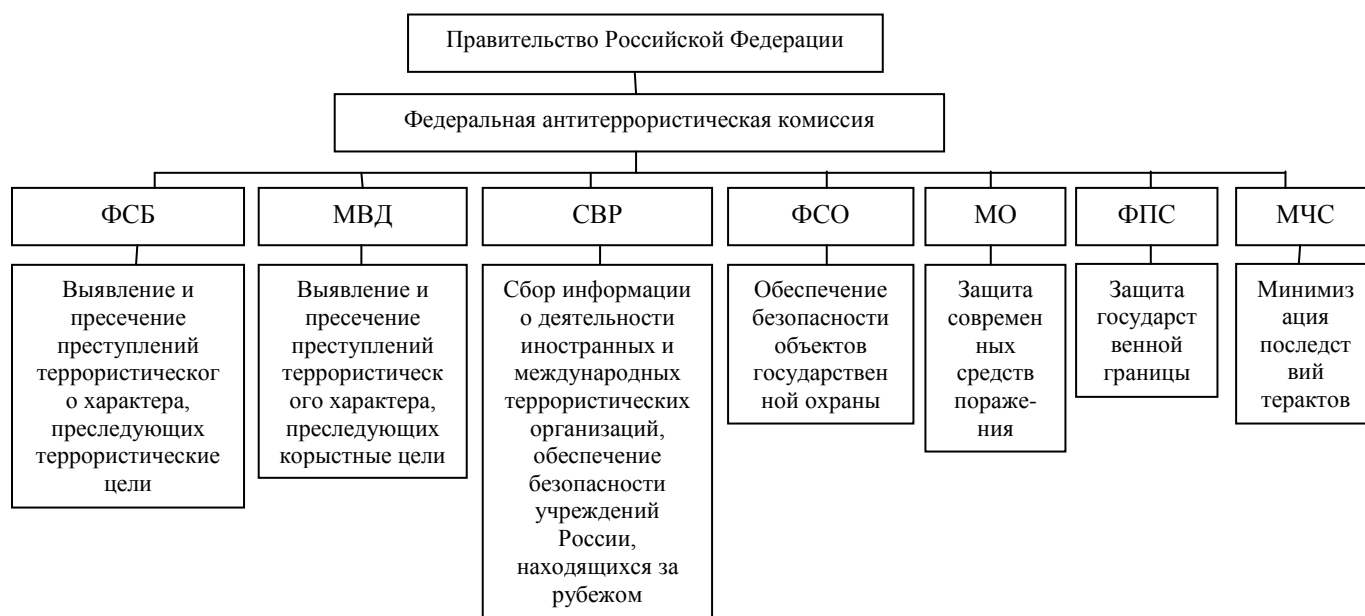 Правительство Российской Федерации
Федеральная антитеррористическая комиссия
ФСБ
МВД
СВР
ФСО
МО
ФПС
МЧС
Выявление и
пресечение
преступлений
террористическог
о характера,
преследующих
террористические
цели
Выявление и
пресечение
преступлений
террористическ
ого характера,
преследующих
корыстные цели
Сбор информации
о деятельности
иностранных и
международных
террористических
организаций,
обеспечение
безопасности
учреждений
России,
находящихся за
рубежом
Обеспечение
безопасности
объектов
государствен
ной охраны
Защита
современ
ных
средств
пораже-
ния
Защита
государст
венной
границы
Минимиз
ация
последст
вий
терактов